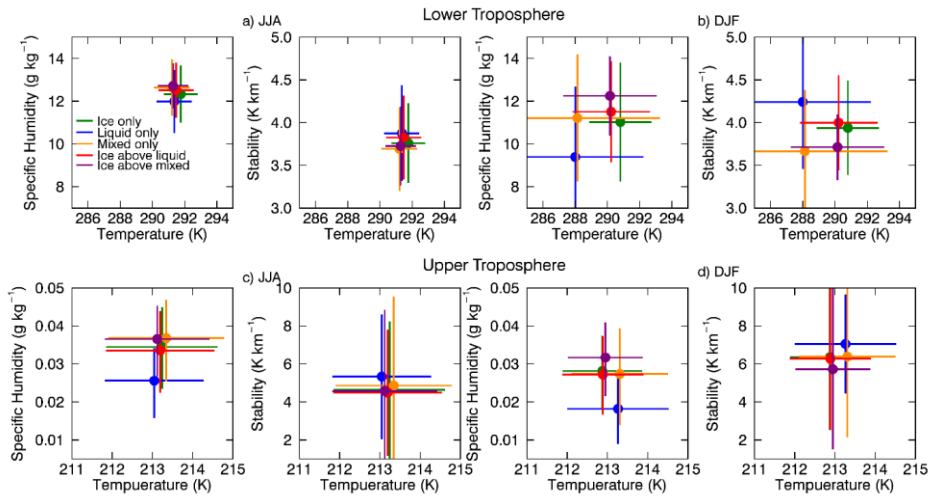 Lower Troposphere
a) JJA
b) DJF
Specific Humidity (g kg⁻¹)
14
12
10
8
286 288 290 292 294
Temperature (K)
Ice only
Liquid only
Mixed only
Ice above liquid
Ice above mixed
Stability (K km⁻¹)
5.0
4.5
4.0
3.5
3.0
286 288 290 292 294
Temperature (K)
Specific Humidity (g kg⁻¹)
14
12
10
8
286 288 290 292 294
Temperature (K)
Stability (K km⁻¹)
5.0
4.5
4.0
3.5
3.0
286 288 290 292 294
Temperature (K)
Upper Troposphere
c) JJA
d) DJF
Specific Humidity (g kg⁻¹)
0.05
0.04
0.03
0.02
0.01
211 212 213 214 215
Tempuerature (K)
Stability (K km⁻¹)
10
8
6
4
2
211 212 213 214 215
Tempuerature (K)
Specific Humidity (g kg⁻¹)
0.05
0.04
0.03
0.02
0.01
211 212 213 214 215
Tempuerature (K)
Stability (K km⁻¹)
10
8
6
4
2
211 212 213 214 215
Tempuerature (K)